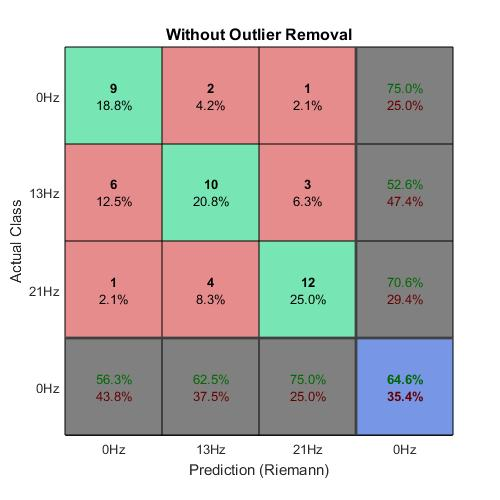 Without Outlier Removal
0Hz
9
18.8%
2
4.2%
1
2.1%
75.0%
25.0%
13Hz
6
12.5%
10
20.8%
3
6.3%
52.6%
47.4%
Actual Class
21Hz
1
2.1%
4
8.3%
12
25.0%
70.6%
29.4%
0Hz
56.3%
43.8%
62.5%
37.5%
75.0%
25.0%
64.6%
35.4%
0Hz
13Hz
21Hz
0Hz
Prediction (Riemann)